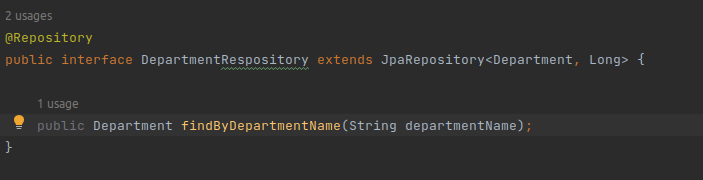 2 usages
@Repository
public interface DepartmentRespository extends JpaRepository<Department, Long> {
1 usage
public Department findByDepartmentName(String departmentName);
}